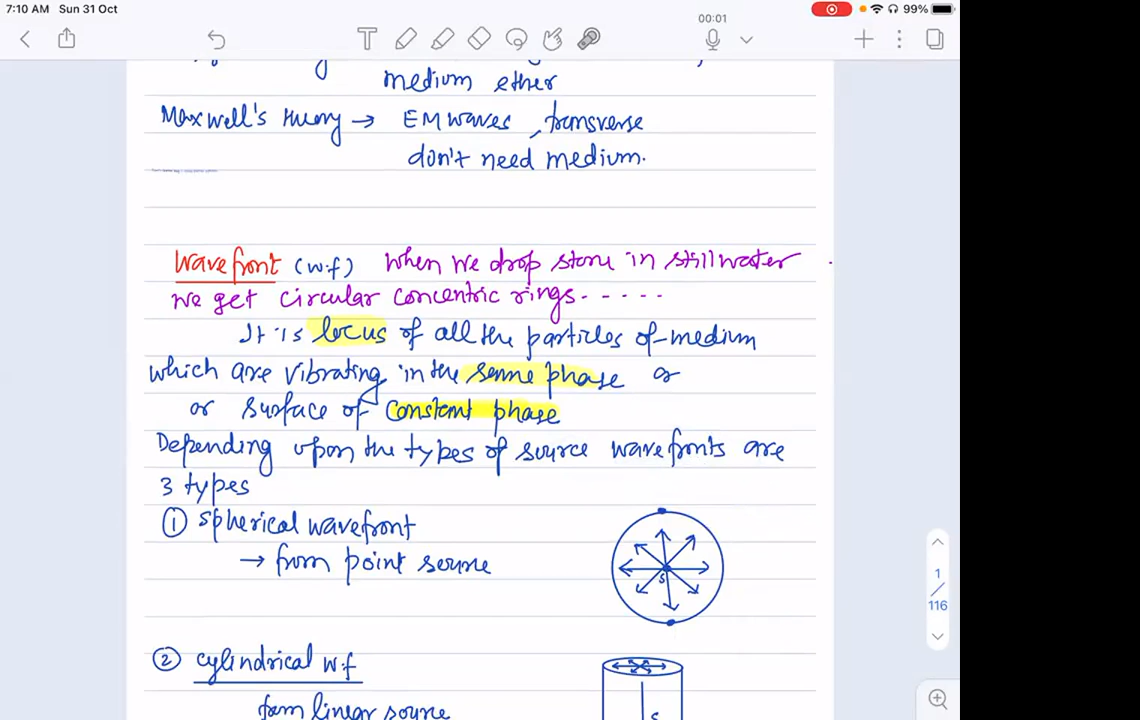 7:10 AM Sun 31 Oct
99%
00:01
medium ether
Maxwell's theory → EM waves, transverse
don't need medium.
Wavefront (w.f) When we drop stone in still water
we get circular concentric rings. . . . .
It is locus of all the particles of medium
which are vibrating in the same phase or
or surface of constant phase
Depending upon the types of source wavefronts are
3 types
① spherical wavefront
→ from point source
S
② cylindrical w.f
from linear source
S
1
/
116